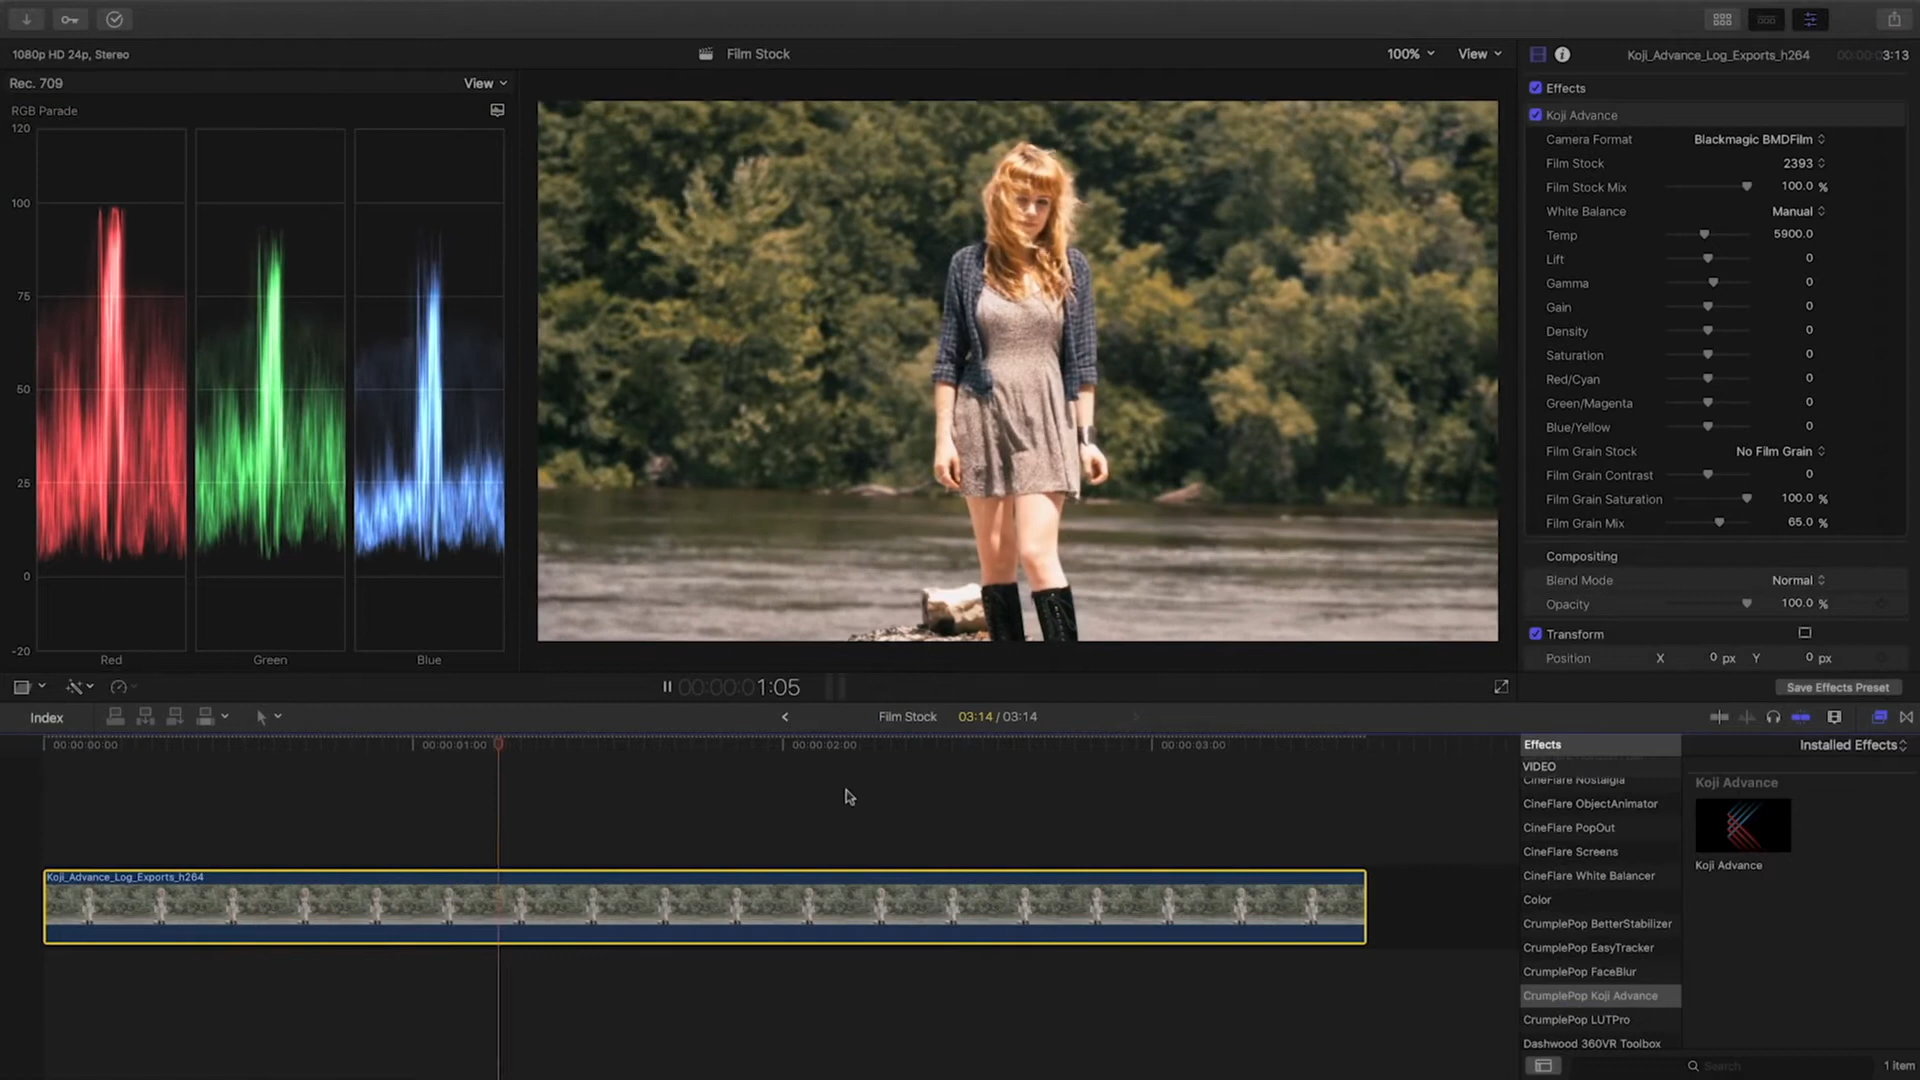 1080p HD 24p, Stereo
Film Stock
100%
View
Koji_Advance_Log_Exports_h264
00:00:03:13
Rec. 709
View
RGB Parade
120
100
75
50
25
0
-20
Red
Green
Blue
Effects
Koji Advance
Camera Format Blackmagic BMDFilm
Film Stock 2393
Film Stock Mix 100.0 %
White Balance Manual
Temp 5900.0
Lift 0
Gamma 0
Gain 0
Density 0
Saturation 0
Red/Cyan 0
Green/Magenta 0
Blue/Yellow 0
Film Grain Stock No Film Grain
Film Grain Contrast 0
Film Grain Saturation 100.0 %
Film Grain Mix 65.0 %
Compositing
Blend Mode Normal
Opacity 100.0 %
Transform
Position X 0 px Y 0 px
00:00:01:05
Save Effects Preset
Index
Film Stock 03:14 / 03:14
00:00:00:00
00:00:01:00
00:00:02:00
00:00:03:00
Koji_Advance_Log_Exports_h264
Effects
Installed Effects
VIDEO
CineFlare Nostalgia
CineFlare ObjectAnimator
CineFlare PopOut
CineFlare Screens
CineFlare White Balancer
Color
CrumplePop BetterStabilizer
CrumplePop EasyTracker
CrumplePop FaceBlur
CrumplePop Koji Advance
CrumplePop LUTPro
Dashwood 360VR Toolbox
Koji Advance
Koji Advance
Search
1 item